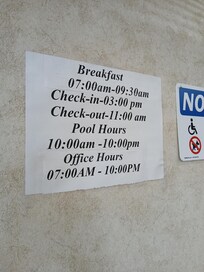 Breakfast
07:00am-09:30am
Check-in-03:00 pm
Check-out-11:00 am
Pool Hours
10:00am -10:00pm
Office Hours
07:00AM - 10:00PM
NO